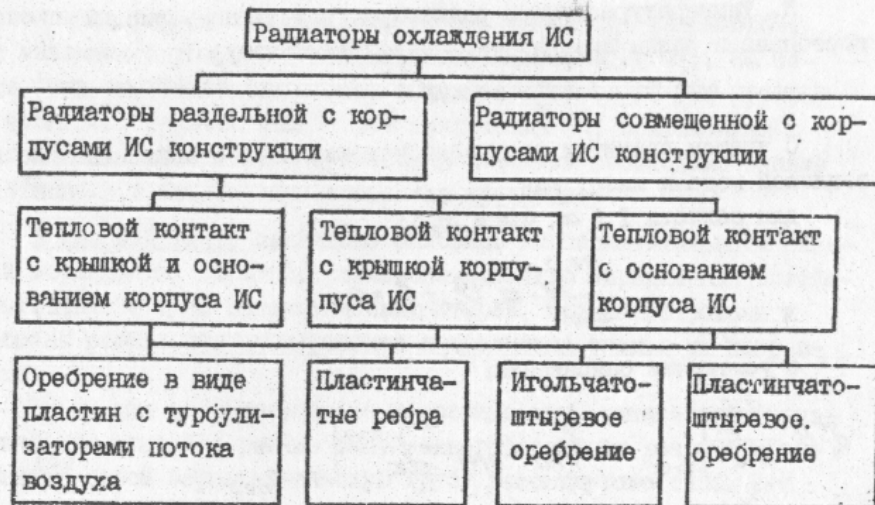 Радиаторы охлаждения ИС
Радиаторы раздельной с кор-
пусами ИС конструкции
Радиаторы совмещенной с кор-
пусами ИС конструкции
Тепловой контакт
с крышкой и осно-
ванием корпуса ИС
Тепловой контакт
с крышкой корпу-
пуса ИС
Тепловой контакт
с основанием
корпуса ИС
Оребрение в виде
пластин с турбули-
заторами потока
воздуха
Пластинча-
тые ребра
Игольчато-
штыревое
оребрение
Пластинчато-
штыревое.
оребрение